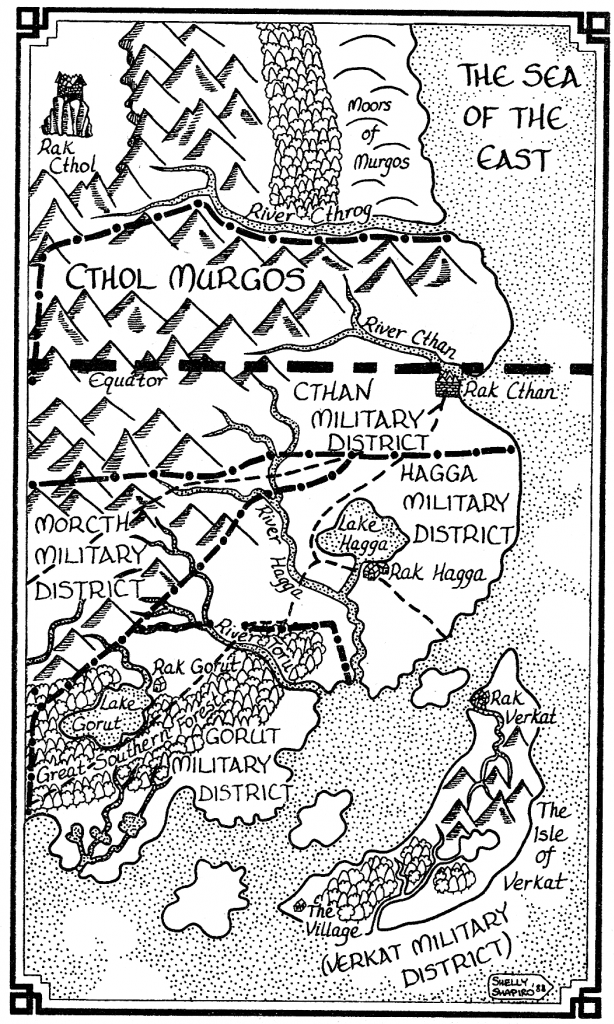 THE SEA
OF THE
EAST
Moors
of
Murgos
Rak
Cthol
River Cthrog
CTHOL MURGOS
River Cthan
Equator
Rak Cthan
CTHAN
MILITARY
DISTRICT
HAGGA
MILITARY
DISTRICT
MORCTH
MILITARY
DISTRICT
Lake
Hagga
Rak Hagga
River Hagga
River Gorut
Rak Gorut
Lake
Gorut
Great Southern
GORUT
MILITARY
DISTRICT
Rak
Verkat
The
Isle
of
Verkat
The
Village
(VERKAT MILITARY
DISTRICT)
SHELLY
SHAPIRO '88